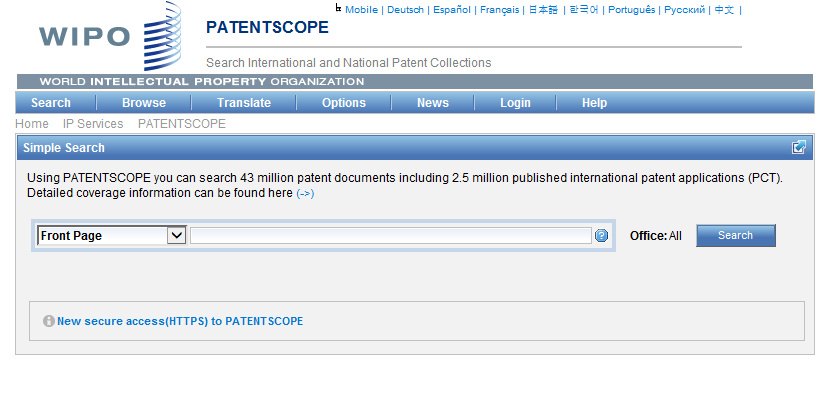 Mobile | Deutsch | Español | Français | 日本語 | 한국어 | Português | Русский | 中文 |
WIPO
PATENTSCOPE
Search International and National Patent Collections
WORLD INTELLECTUAL PROPERTY ORGANIZATION
Search Browse Translate Options News Login Help
Home IP Services PATENTSCOPE
Simple Search
Using PATENTSCOPE you can search 43 million patent documents including 2.5 million published international patent applications (PCT).
Detailed coverage information can be found here (->)
Front Page ? Office: All Search
New secure access(HTTPS) to PATENTSCOPE